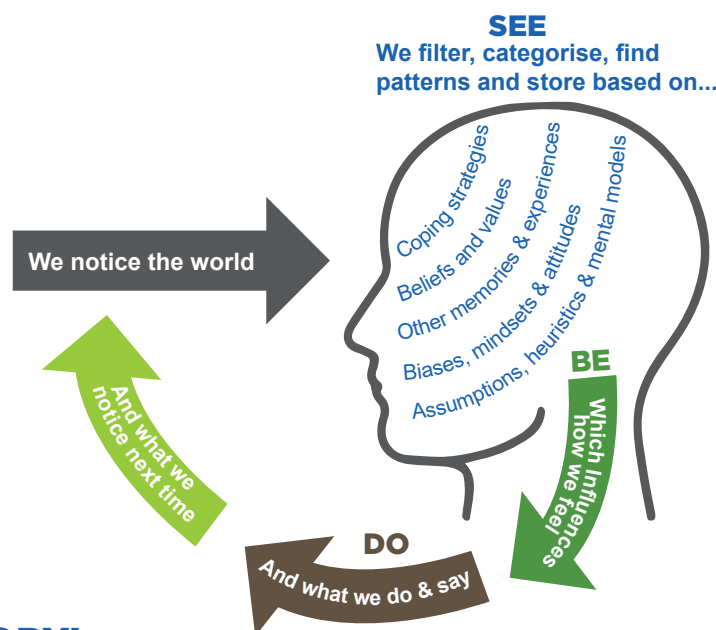 SEE
We filter, categorise, find
patterns and store based on...
We notice the world
Coping strategies
Beliefs and values
Other memories & experiences
Biases, mindsets & attitudes
Assumptions, heuristics & mental models
BE
Which Influences
how we feel
DO
And what we do & say
And what we
notice next time